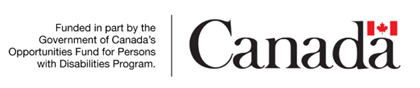 Funded in part by the
Government of Canada's
Opportunities Fund for Persons
with Disabilities Program.
Canada